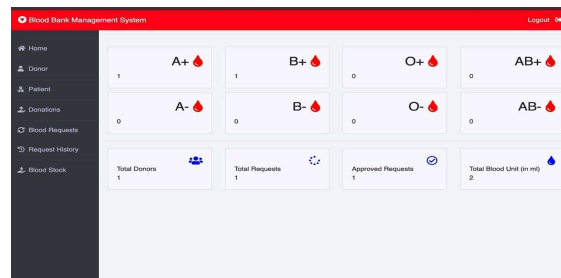 Blood Bank Management System
Logout
Home
Donor
Patient
Donations
Blood Requests
Request History
Blood Stock
A+
1
B+
1
O+
0
AB+
0
A-
0
B-
0
O-
0
AB-
0
Total Donors
1
Total Requests
1
Approved Requests
1
Total Blood Unit (in ml)
2